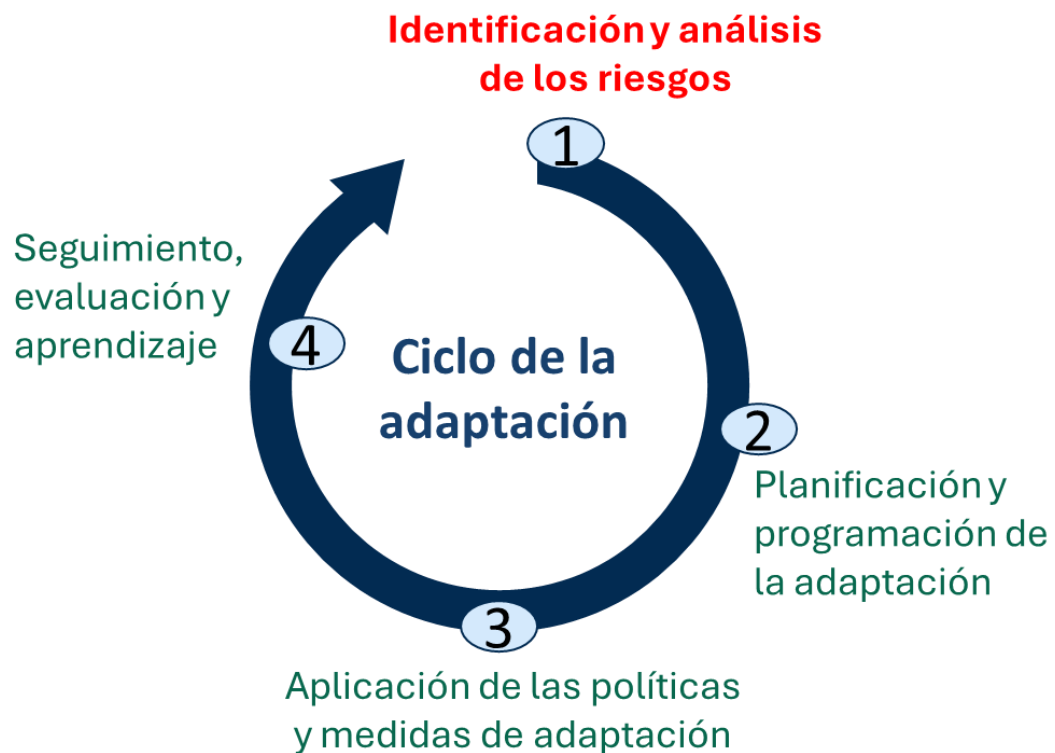 Identificación y análisis
de los riesgos
1
Seguimiento,
evaluación y
aprendizaje
4
Ciclo de la
adaptación
2
Planificación y
programación de
la adaptación
3
Aplicación de las políticas
y medidas de adaptación